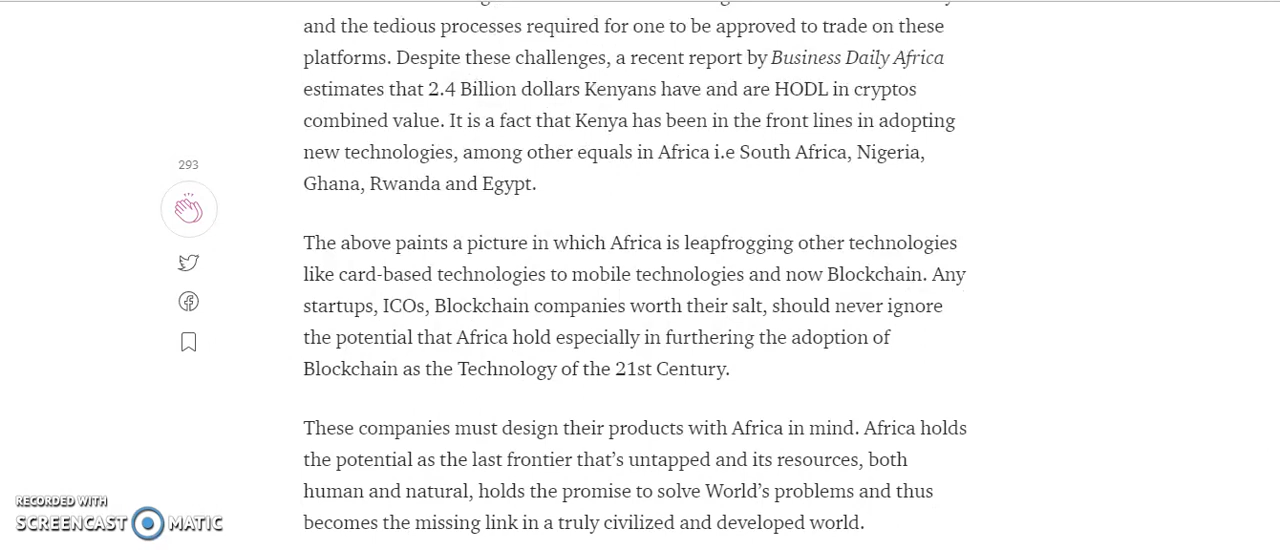 and the tedious processes required for one to be approved to trade on these
platforms. Despite these challenges, a recent report by Business Daily Africa
estimates that 2.4 Billion dollars Kenyans have and are HODL in cryptos
combined value. It is a fact that Kenya has been in the front lines in adopting
new technologies, among other equals in Africa i.e South Africa, Nigeria,
Ghana, Rwanda and Egypt.
293
The above paints a picture in which Africa is leapfrogging other technologies
like card-based technologies to mobile technologies and now Blockchain. Any
startups, ICOs, Blockchain companies worth their salt, should never ignore
the potential that Africa hold especially in furthering the adoption of
Blockchain as the Technology of the 21st Century.
These companies must design their products with Africa in mind. Africa holds
the potential as the last frontier that’s untapped and its resources, both
human and natural, holds the promise to solve World’s problems and thus
becomes the missing link in a truly civilized and developed world.
RECORDED WITH
SCREENCAST MATIC